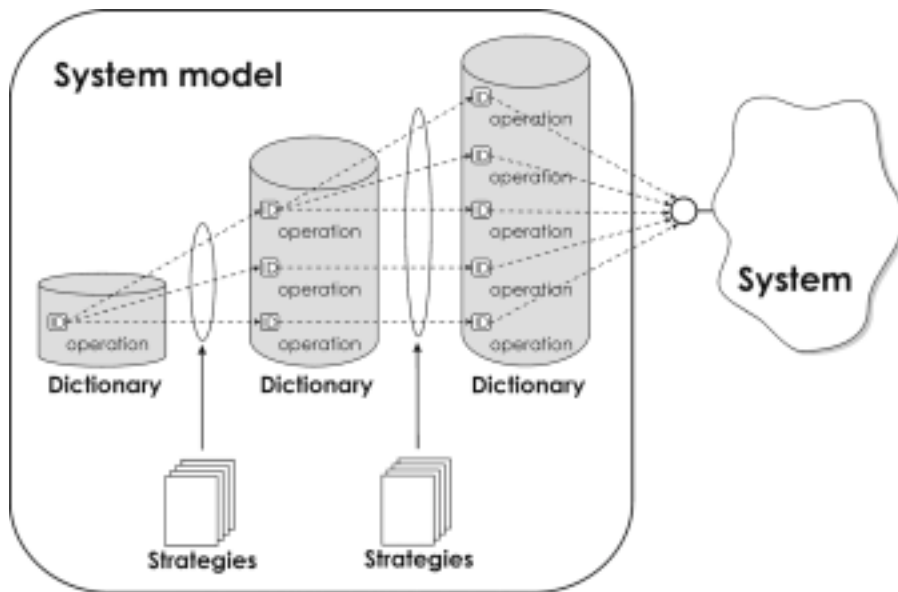 System model
operation
operation
operation
operation
operation
operation
operation
operation
operation
System
Dictionary
Dictionary
Dictionary
Strategies
Strategies